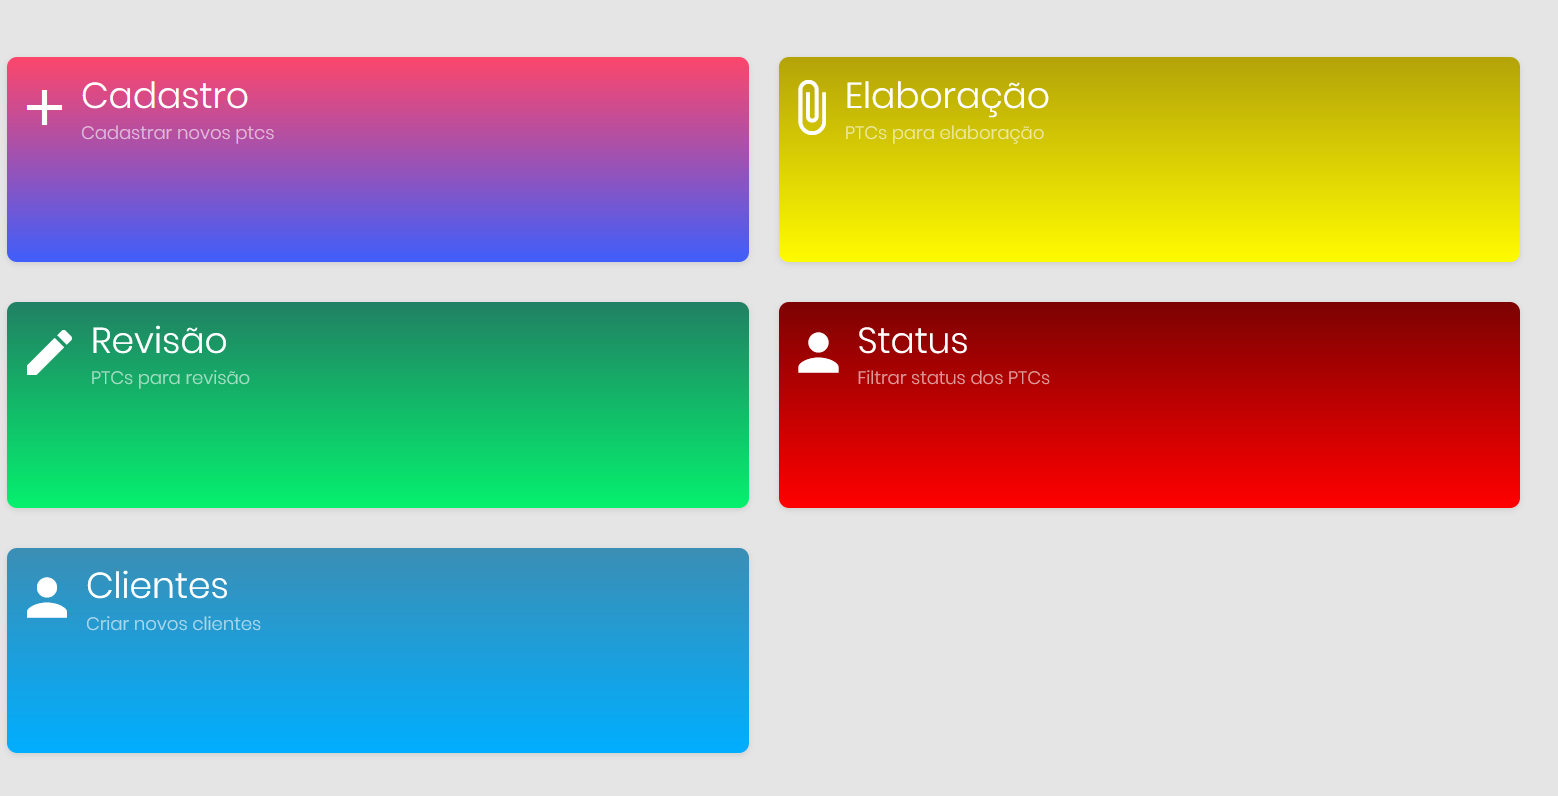 Cadastro
Cadastrar novos ptcs
Elaboração
PTCs para elaboração
Revisão
PTCs para revisão
Status
Filtrar status dos PTCs
Clientes
Criar novos clientes